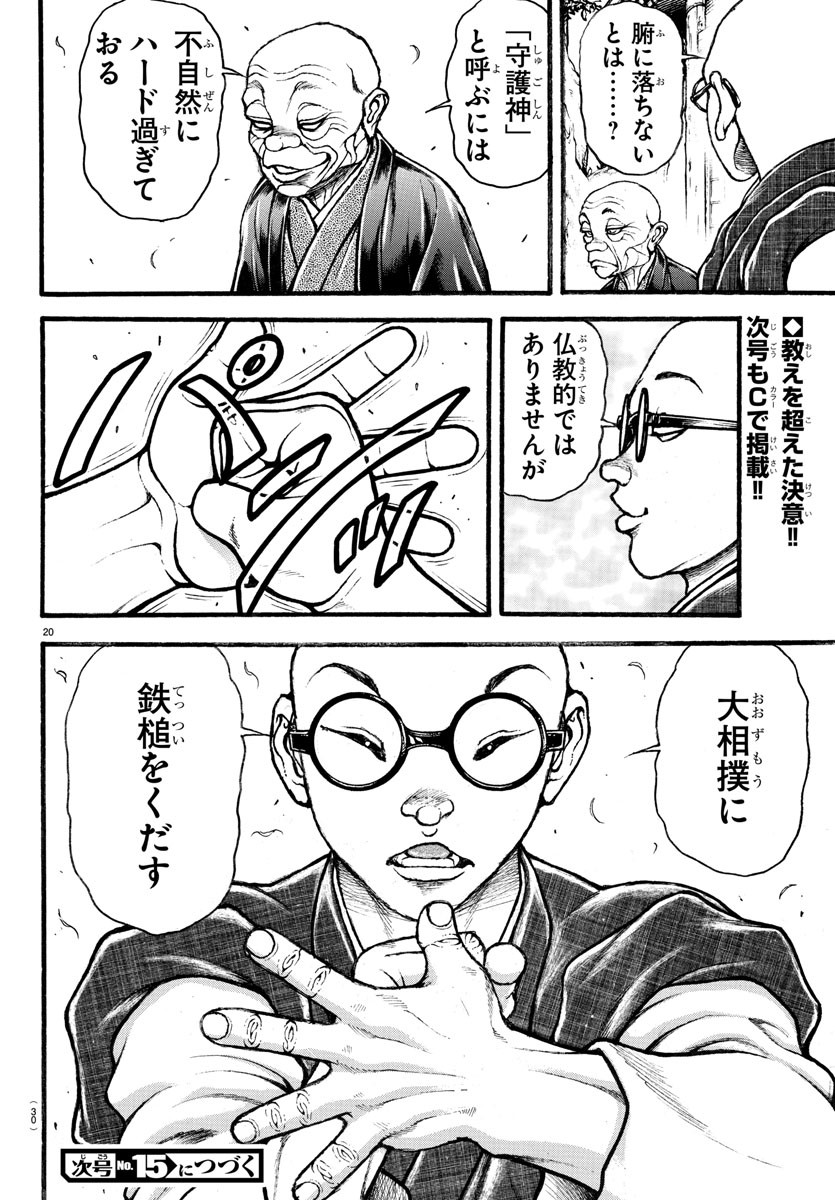 腑に落ちない
とは……?
「守護神」
と呼ぶには
不自然に
ハード過ぎて
おる
◆教えを超えた決意!!
次号もCで掲載!!
仏教的では
ありませんが
20
大相撲に
鉄槌をくだす
(30)
次号No.15につづく